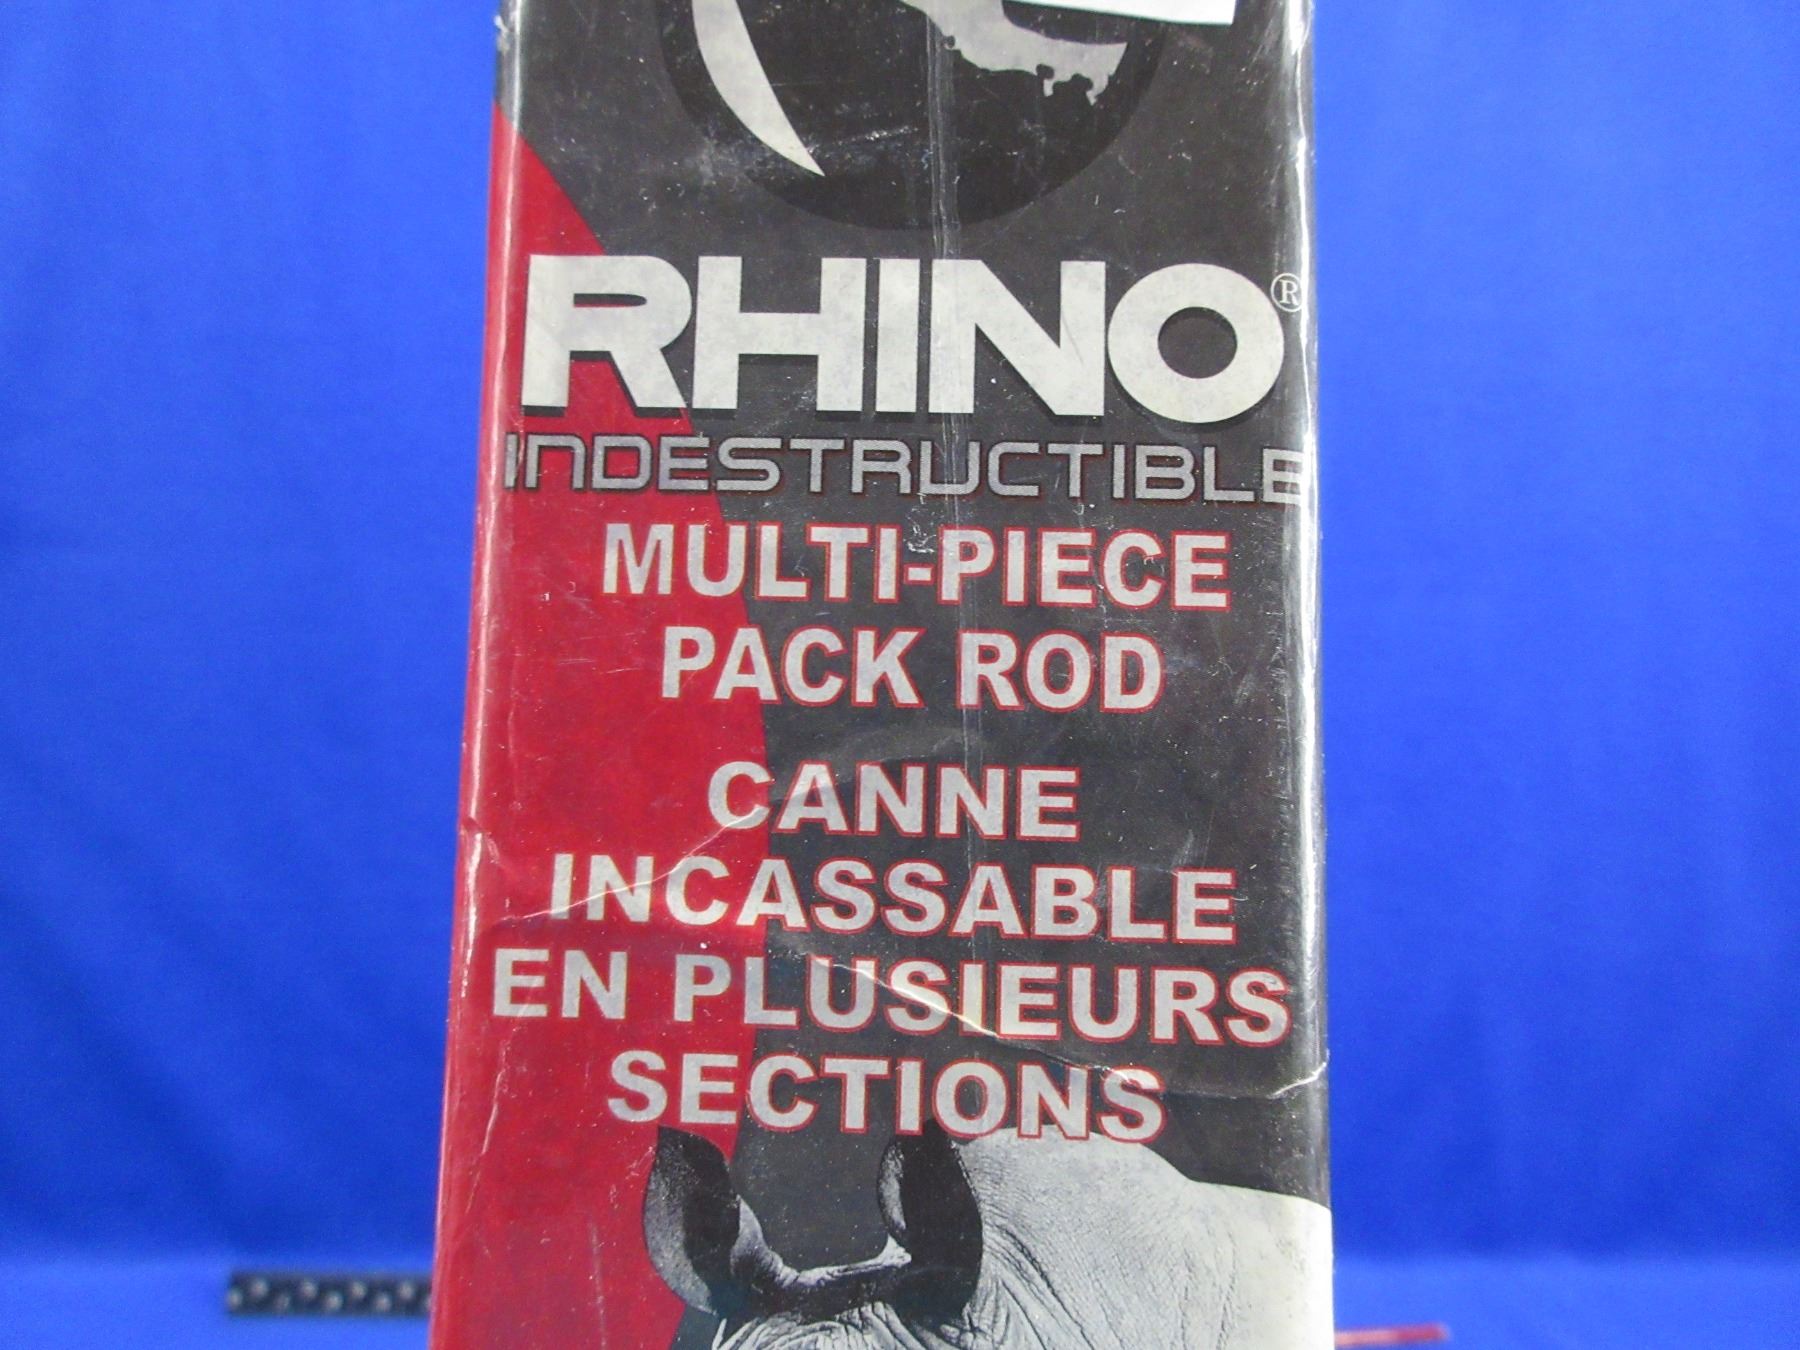 RHINO®
INDESTRUCTIBLE
MULTI-PIECE
PACK ROD
CANNE
INCASSABLE
EN PLUSIEURS
SECTIONS